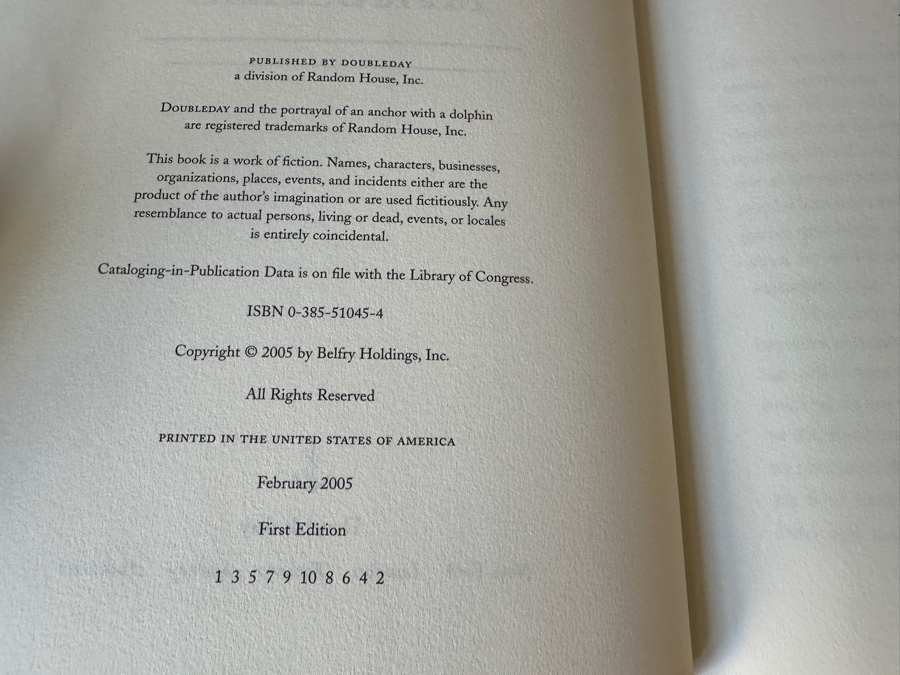 PUBLISHED BY DOUBLEDAY
a division of Random House, Inc.
DOUBLEDAY and the portrayal of an anchor with a dolphin
are registered trademarks of Random House, Inc.
This book is a work of fiction. Names, characters, businesses,
organizations, places, events, and incidents either are the
product of the author's imagination or are used fictitiously. Any
resemblance to actual persons, living or dead, events, or locales
is entirely coincidental.
Cataloging-in-Publication Data is on file with the Library of Congress.
ISBN 0-385-51045-4
Copyright © 2005 by Belfry Holdings, Inc.
All Rights Reserved
PRINTED IN THE UNITED STATES OF AMERICA
February 2005
First Edition
1 3 5 7 9 10 8 6 4 2